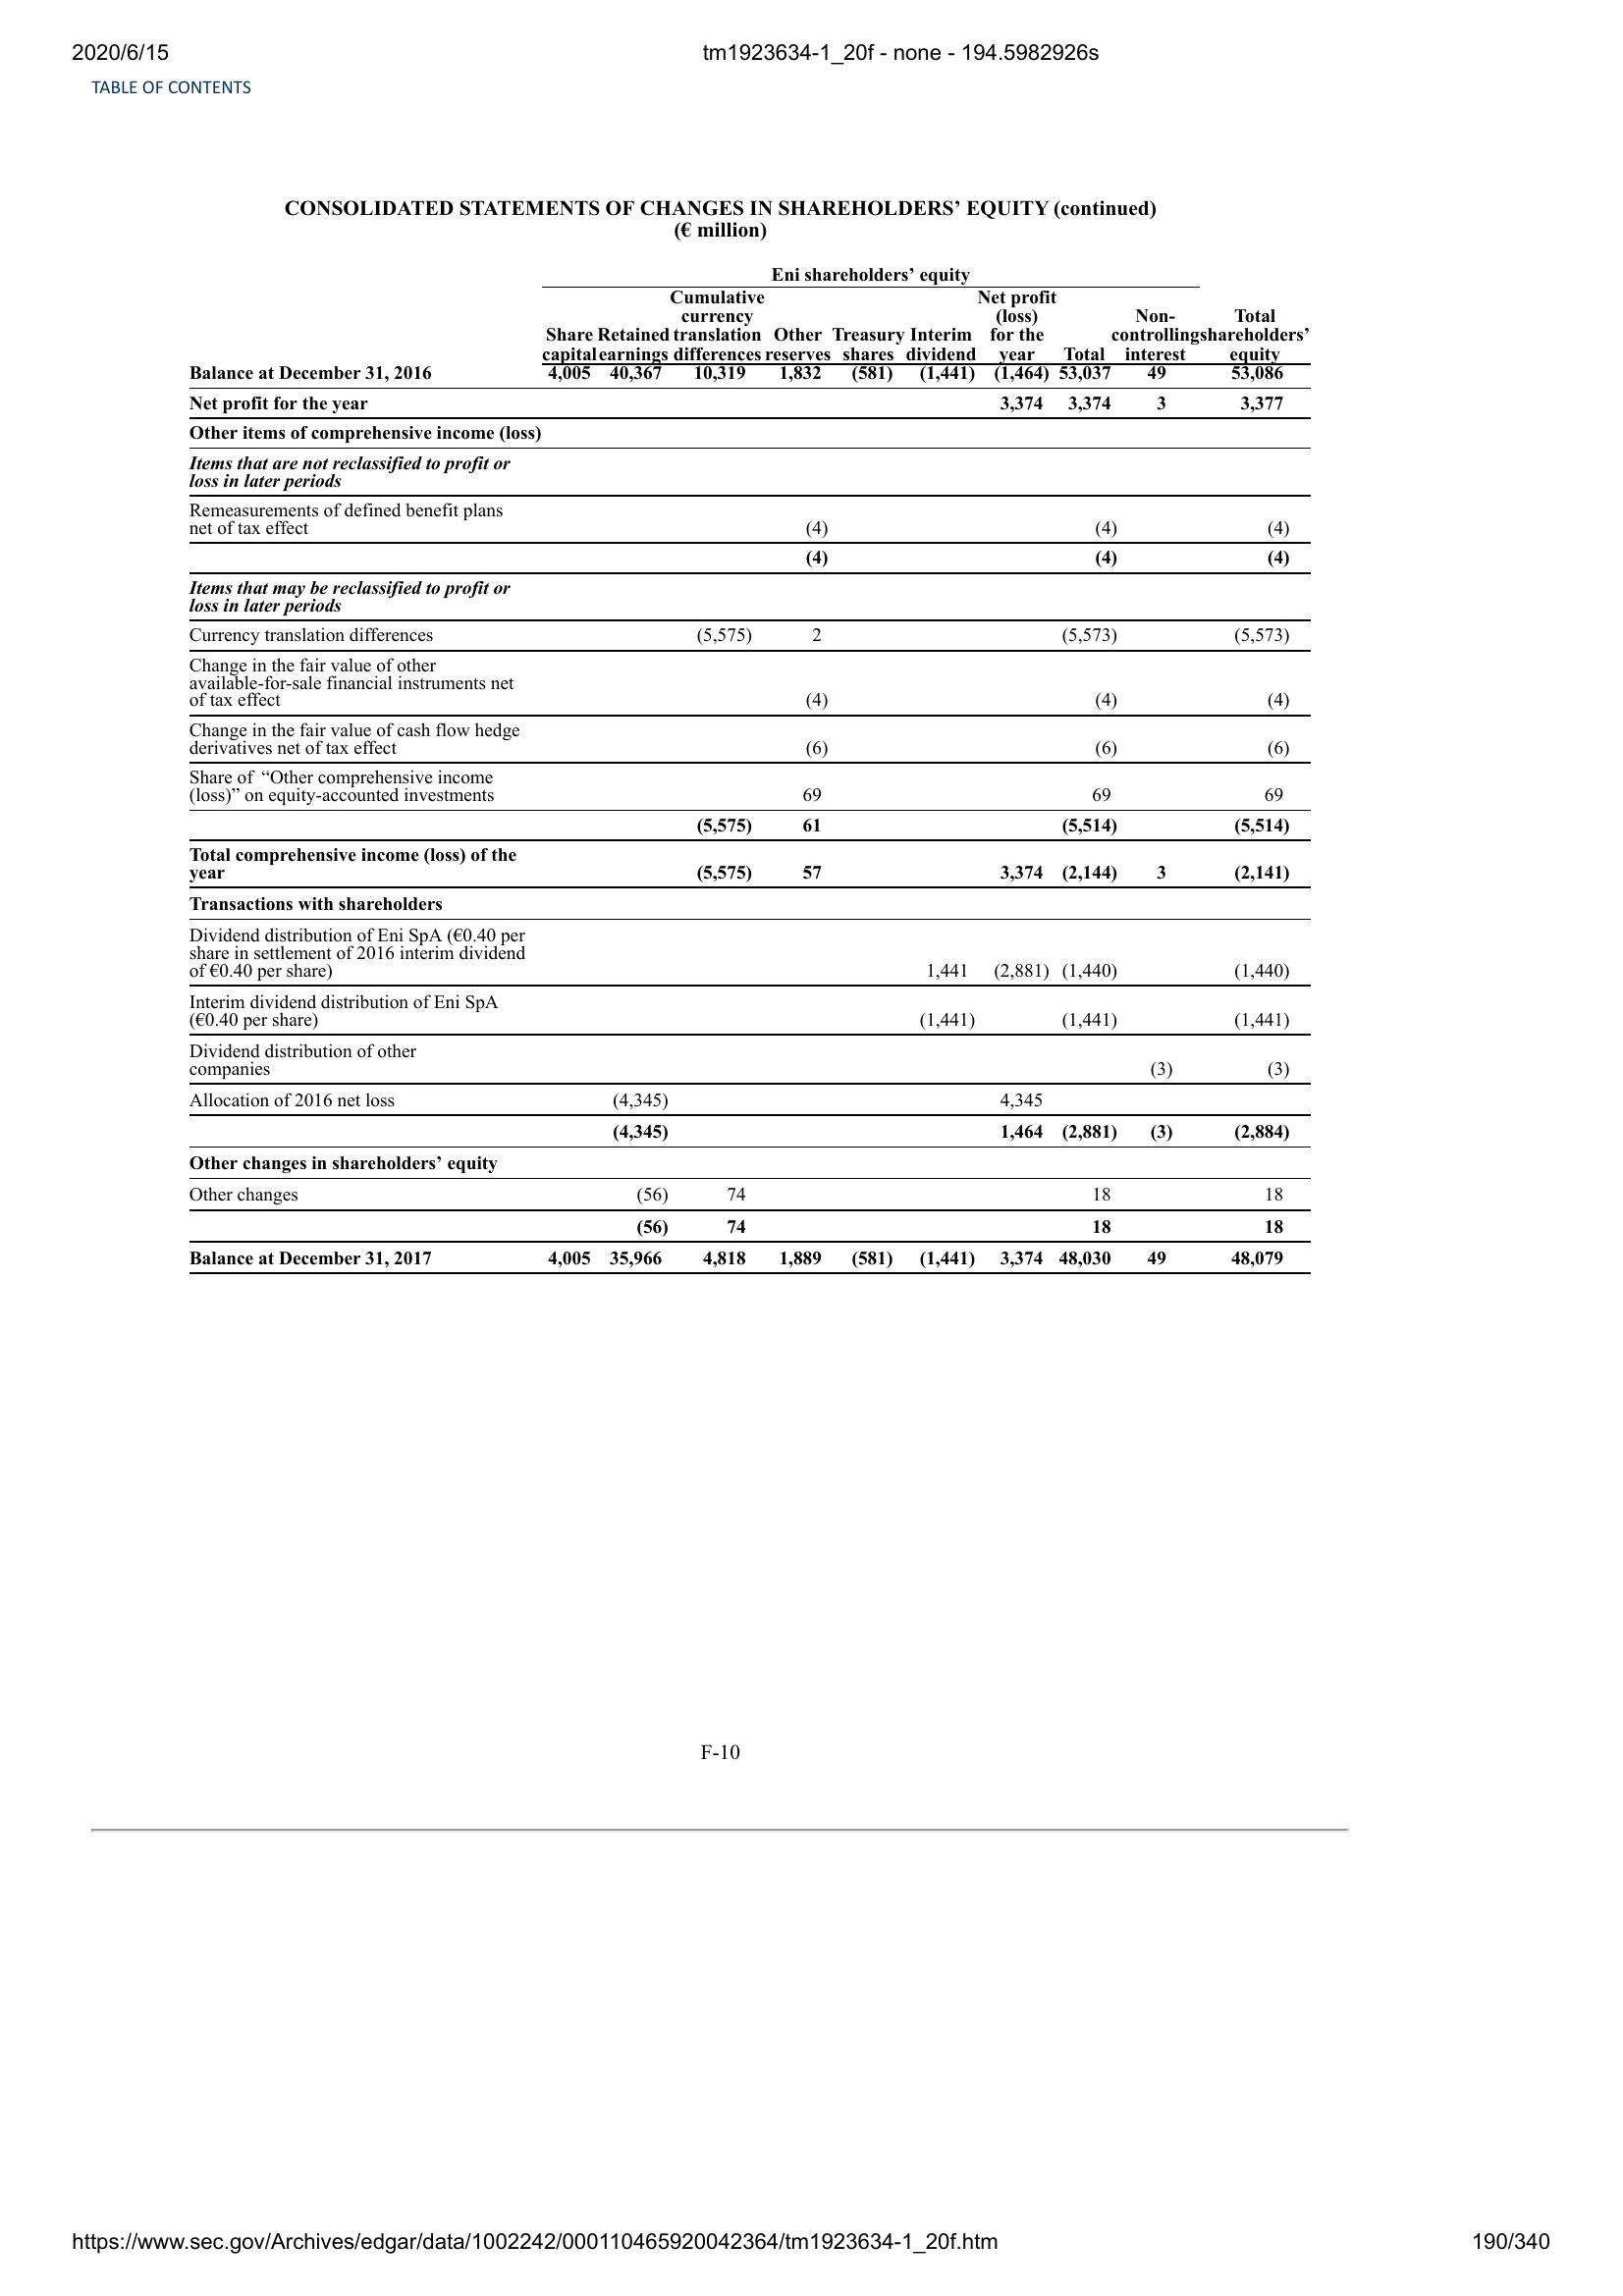 2020/6/15 tm1923634-1_20f - none - 194.5982926s
TABLE OF CONTENTS
CONSOLIDATED STATEMENTS OF CHANGES IN SHAREHOLDERS’ EQUITY (continued)
(€ million)
Eni shareholders’ equity
Cumulative Net profit
currency (loss) Non- Total
Share Retained translation Other Treasury Interim for the controlling shareholders’
capital earnings differences reserves shares dividend year Total interest equity
Balance at December 31, 2016 4,005 40,367 10,319 1,832 (581) (1,441) (1,464) 53,037 49 53,086
Net profit for the year 3,374 3,374 3 3,377
Other items of comprehensive income (loss)
Items that are not reclassified to profit or
loss in later periods
Remeasurements of defined benefit plans
net of tax effect (4) (4) (4)
(4) (4) (4)
Items that may be reclassified to profit or
loss in later periods
Currency translation differences (5,575) 2 (5,573) (5,573)
Change in the fair value of other
available-for-sale financial instruments net
of tax effect (4) (4) (4)
Change in the fair value of cash flow hedge
derivatives net of tax effect (6) (6) (6)
Share of “Other comprehensive income
(loss)” on equity-accounted investments 69 69 69
(5,575) 61 (5,514) (5,514)
Total comprehensive income (loss) of the
year (5,575) 57 3,374 (2,144) 3 (2,141)
Transactions with shareholders
Dividend distribution of Eni SpA (€0.40 per
share in settlement of 2016 interim dividend
of €0.40 per share) 1,441 (2,881) (1,440) (1,440)
Interim dividend distribution of Eni SpA
(€0.40 per share) (1,441) (1,441) (1,441)
Dividend distribution of other
companies (3) (3)
Allocation of 2016 net loss (4,345) 4,345
(4,345) 1,464 (2,881) (3) (2,884)
Other changes in shareholders’ equity
Other changes (56) 74 18 18
(56) 74 18 18
Balance at December 31, 2017 4,005 35,966 4,818 1,889 (581) (1,441) 3,374 48,030 49 48,079
F-10
https://www.sec.gov/Archives/edgar/data/1002242/000110465920042364/tm1923634-1_20f.htm 190/340